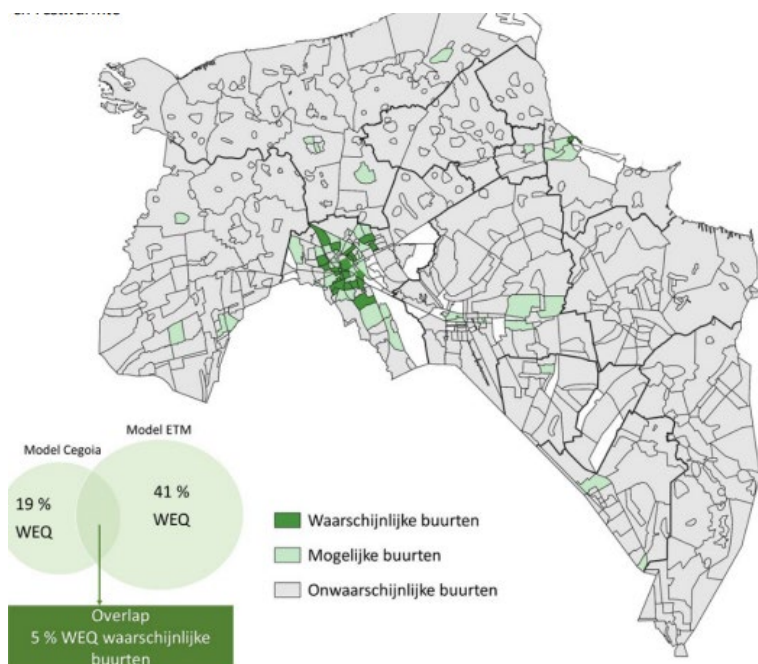 Model Cegoia
Model ETM
19 %
WEQ
41 %
WEQ
Overlap
5 % WEQ waarschijnlijke
buurten
Waarschijnlijke buurten
Mogelijke buurten
Onwaarschijnlijke buurten